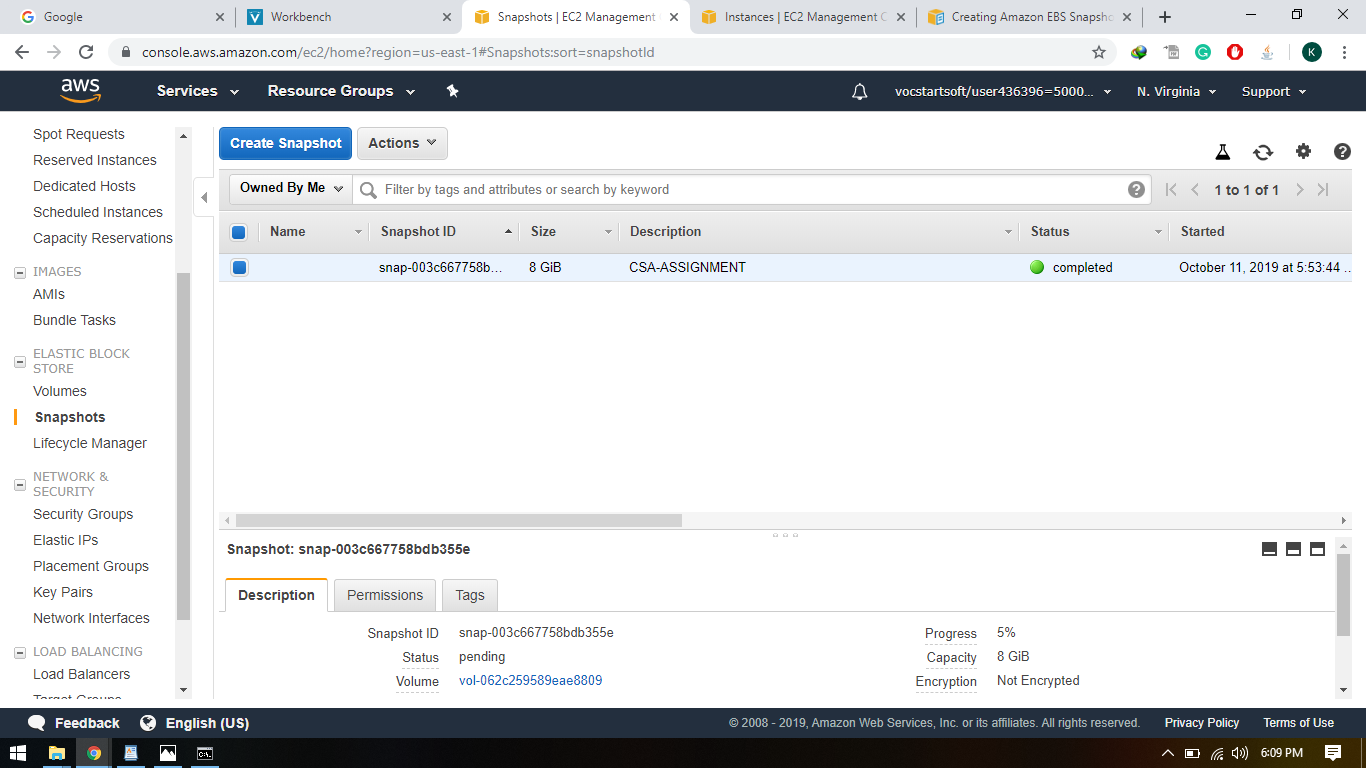 Google
Workbench
Snapshots | EC2 Management
Instances | EC2 Management C
Creating Amazon EBS Snapsho
console.aws.amazon.com/ec2/home?region=us-east-1#Snapshots:sort=snapshotId
K
aws
Services
Resource Groups
vocstartsoft/user436396=5000...
N. Virginia
Support
Spot Requests
Reserved Instances
Dedicated Hosts
Scheduled Instances
Capacity Reservations
IMAGES
AMIs
Bundle Tasks
ELASTIC BLOCK
STORE
Volumes
Snapshots
Lifecycle Manager
NETWORK &
SECURITY
Security Groups
Elastic IPs
Placement Groups
Key Pairs
Network Interfaces
LOAD BALANCING
Load Balancers
Target Groups
Create Snapshot
Actions
Owned By Me
Filter by tags and attributes or search by keyword
1 to 1 of 1
Name Snapshot ID Size Description Status Started
snap-003c667758b... 8 GiB CSA-ASSIGNMENT completed October 11, 2019 at 5:53:44 ...
Snapshot: snap-003c667758bdb355e
Description Permissions Tags
Snapshot ID snap-003c667758bdb355e
Status pending
Volume vol-062c259589eae8809
Progress 5%
Capacity 8 GiB
Encryption Not Encrypted
Feedback
English (US)
© 2008 - 2019, Amazon Web Services, Inc. or its affiliates. All rights reserved.
Privacy Policy
Terms of Use
6:09 PM